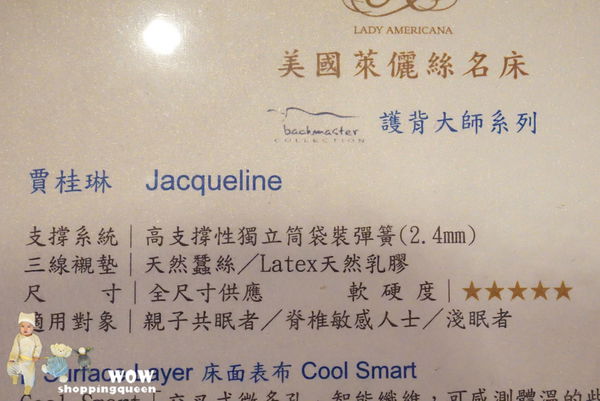 LADY AMERICANA
美國萊儷絲名床
backmaster COLLECTION 護背大師系列
賈桂琳 Jacqueline
支撐系統｜高支撐性獨立筒袋裝彈簧(2.4mm)
三線襯墊｜天然蠶絲／Latex天然乳膠
尺 寸｜全尺寸供應 軟硬度｜★★★★★
適用對象｜親子共眠者／脊椎敏感人士／淺眠者
Surface Layer 床面表布 Cool Smart
wow
shoppingqueen